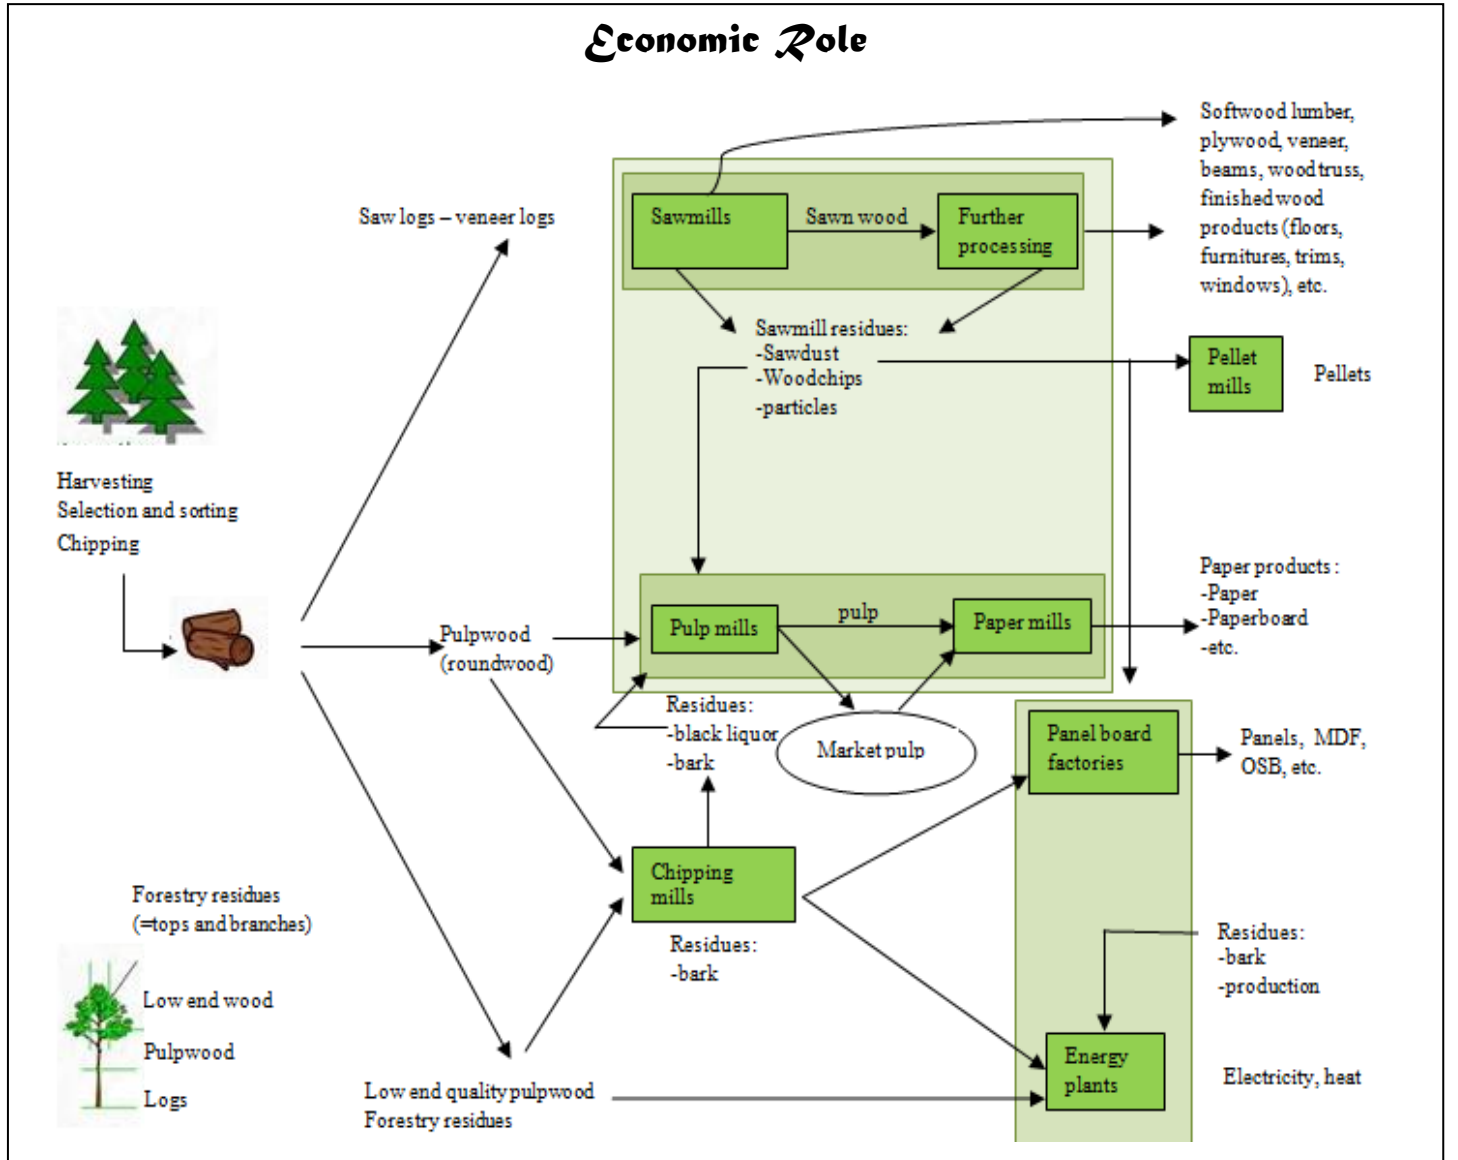 Economic Role
Softwood lumber,
plywood, veneer,
beams, wood truss,
finished wood
products (floors,
furnitures, trims,
windows), etc.
Saw logs – veneer logs
Sawmills
Sawn wood
Further
processing
Sawmill residues:
-Sawdust
-Woodchips
-particles
Pellet
mills
Pellets
Harvesting
Selection and sorting
Chipping
Pulpwood
(roundwood)
Pulp mills
pulp
Paper mills
Paper products :
-Paper
-Paperboard
-etc.
Residues:
-black liquor
-bark
Market pulp
Panel board
factories
Panels, MDF,
OSB, etc.
Chipping
mills
Residues:
-bark
Forestry residues
(=tops and branches)
Low end wood
Pulpwood
Logs
Residues:
-bark
-production
Energy
plants
Electricity, heat
Low end quality pulpwood
Forestry residues